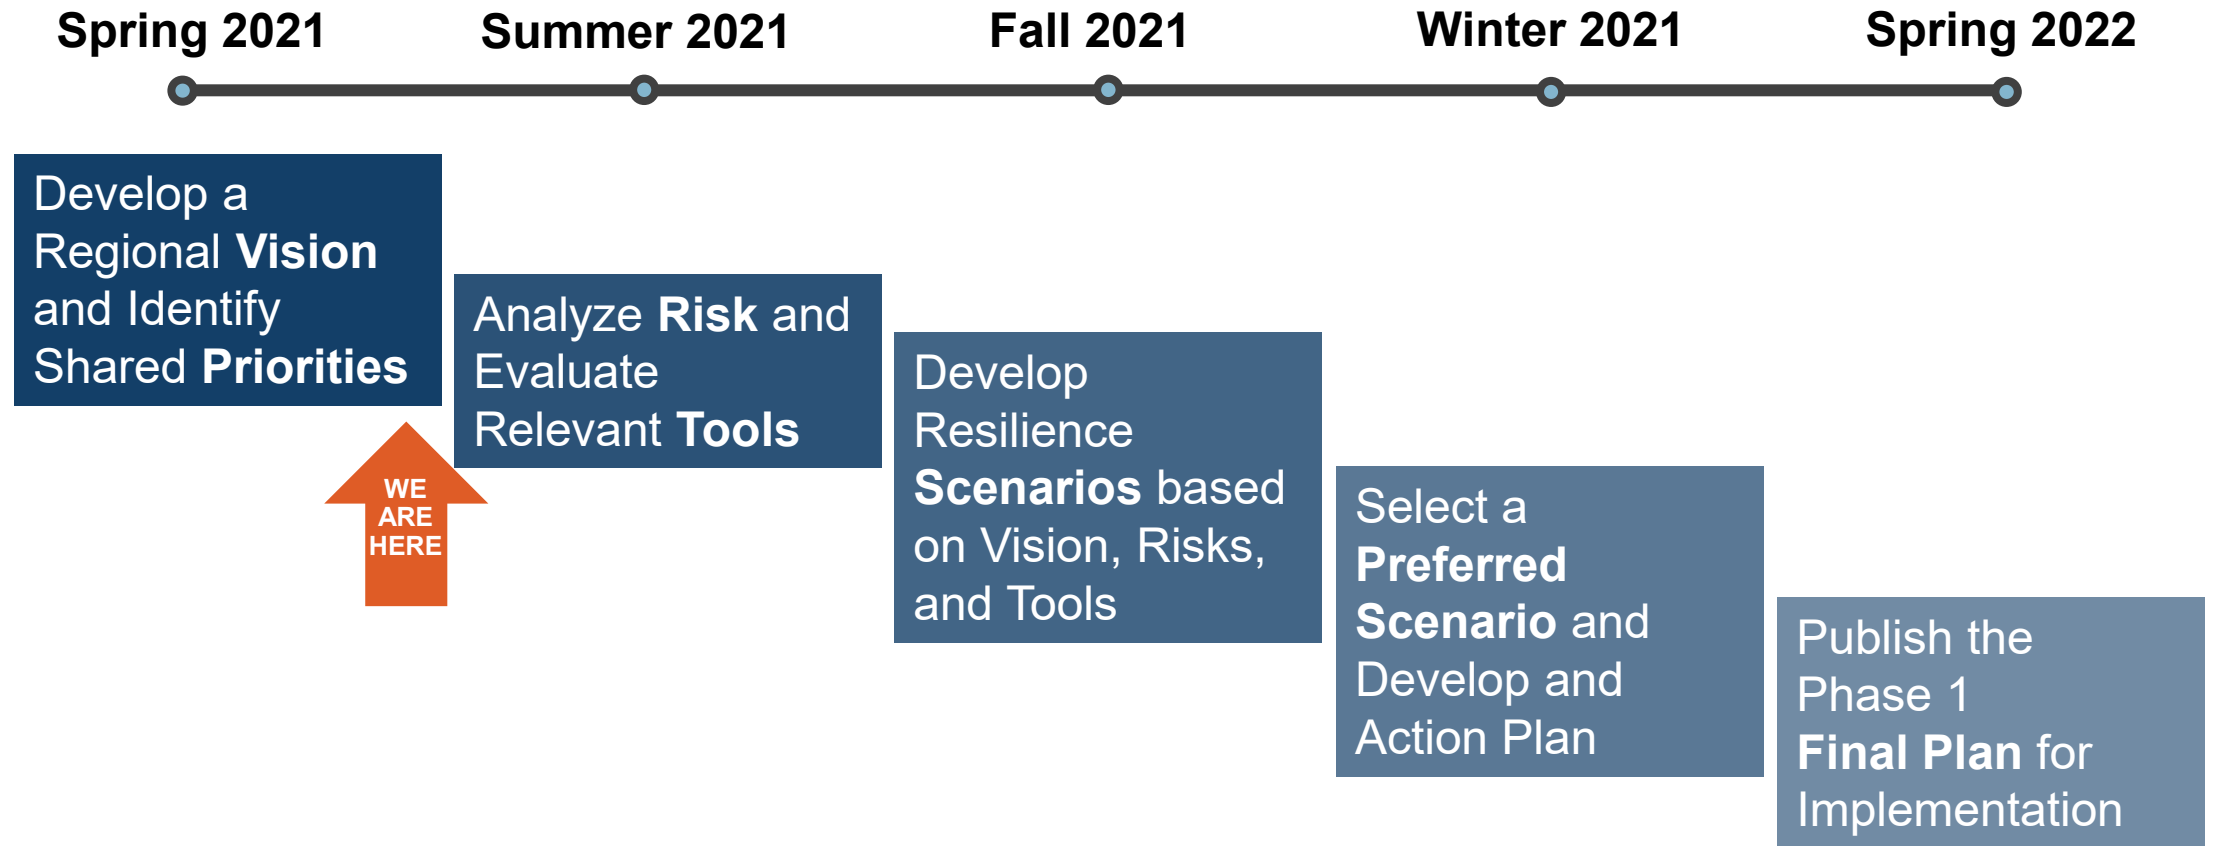 Spring 2021
Summer 2021
Fall 2021
Winter 2021
Spring 2022
Develop a
Regional Vision
and Identify
Shared Priorities
WE
ARE
HERE
Analyze Risk and
Evaluate
Relevant Tools
Develop
Resilience
Scenarios based
on Vision, Risks,
and Tools
Select a
Preferred
Scenario and
Develop and
Action Plan
Publish the
Phase 1
Final Plan for
Implementation